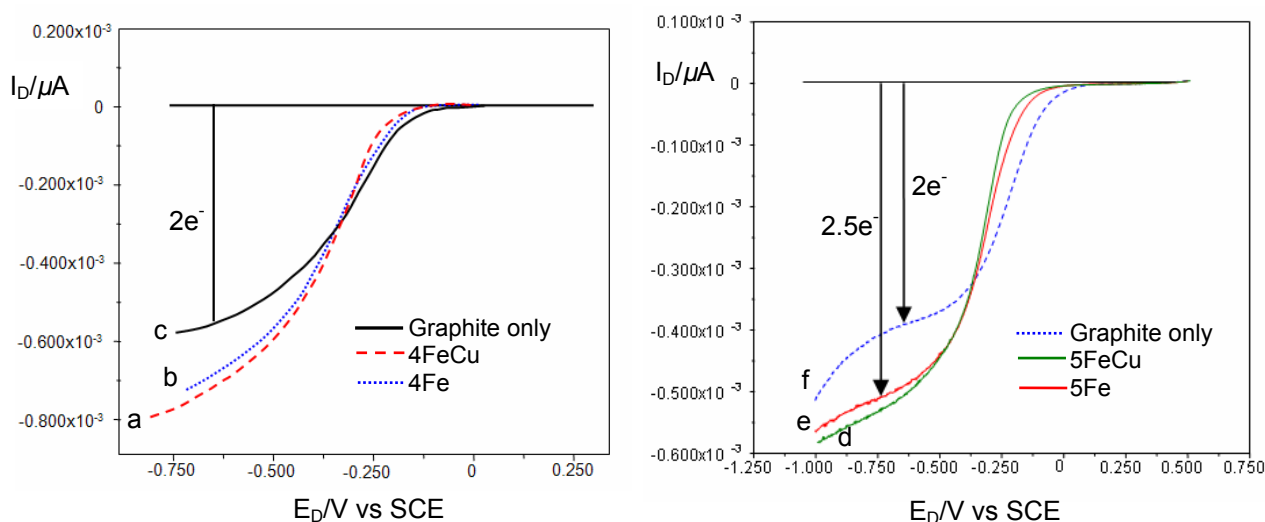 0.200x10⁻³
I_D/µA
0
-0.200x10⁻³
2e⁻
-0.400x10⁻³
c
Graphite only
-0.600x10⁻³
4FeCu
b
4Fe
-0.800x10⁻³
a
-0.750
-0.500
-0.250
0
0.250
E_D/V vs SCE
0.100x10⁻³
I_D/µA
0
-0.100x10⁻³
2e⁻
-0.200x10⁻³
2.5e⁻
-0.300x10⁻³
-0.400x10⁻³
Graphite only
f
5FeCu
-0.500x10⁻³
5Fe
e
d
-0.600x10⁻³
-1.250
-1.000
-0.750
-0.500
-0.250
0
0.250
0.500
0.750
E_D/V vs SCE